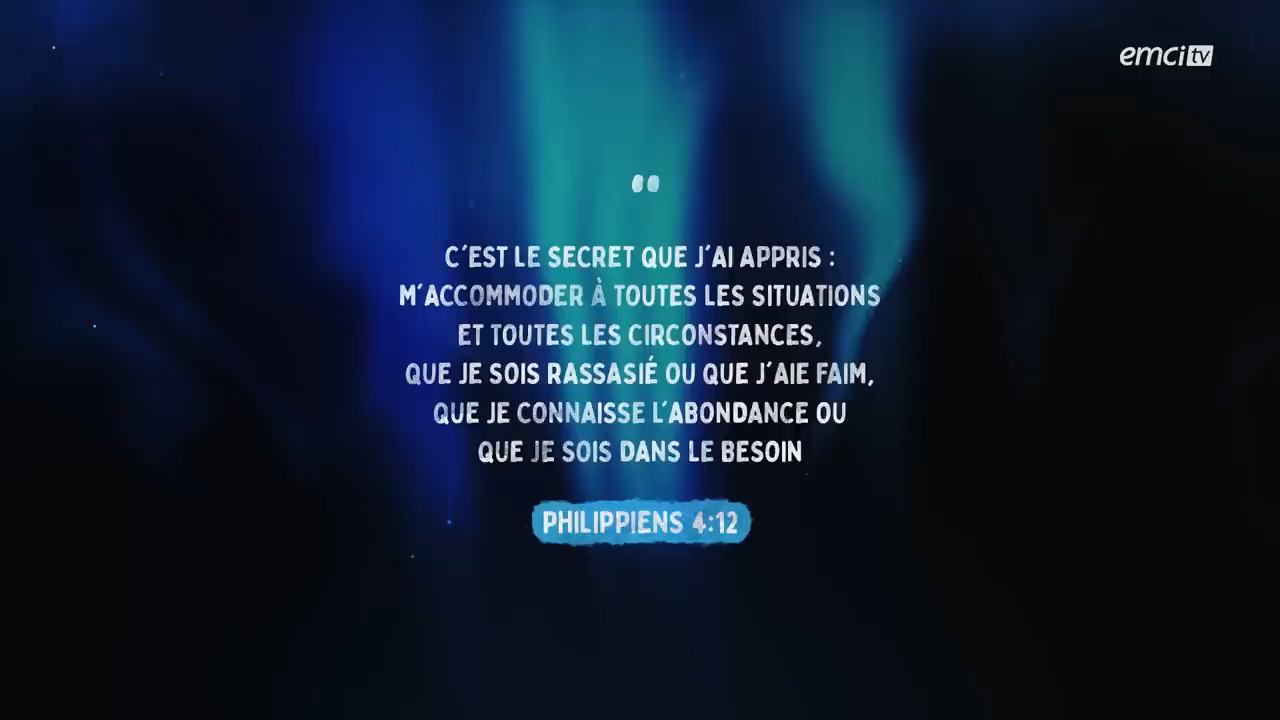 emci tv
"
C'EST LE SECRET QUE J'AI APPRIS :
M'ACCOMMODER À TOUTES LES SITUATIONS
ET TOUTES LES CIRCONSTANCES,
QUE JE SOIS RASSASIÉ OU QUE J'AIE FAIM,
QUE JE CONNAISSE L'ABONDANCE OU
QUE JE SOIS DANS LE BESOIN
PHILIPPIENS 4:12